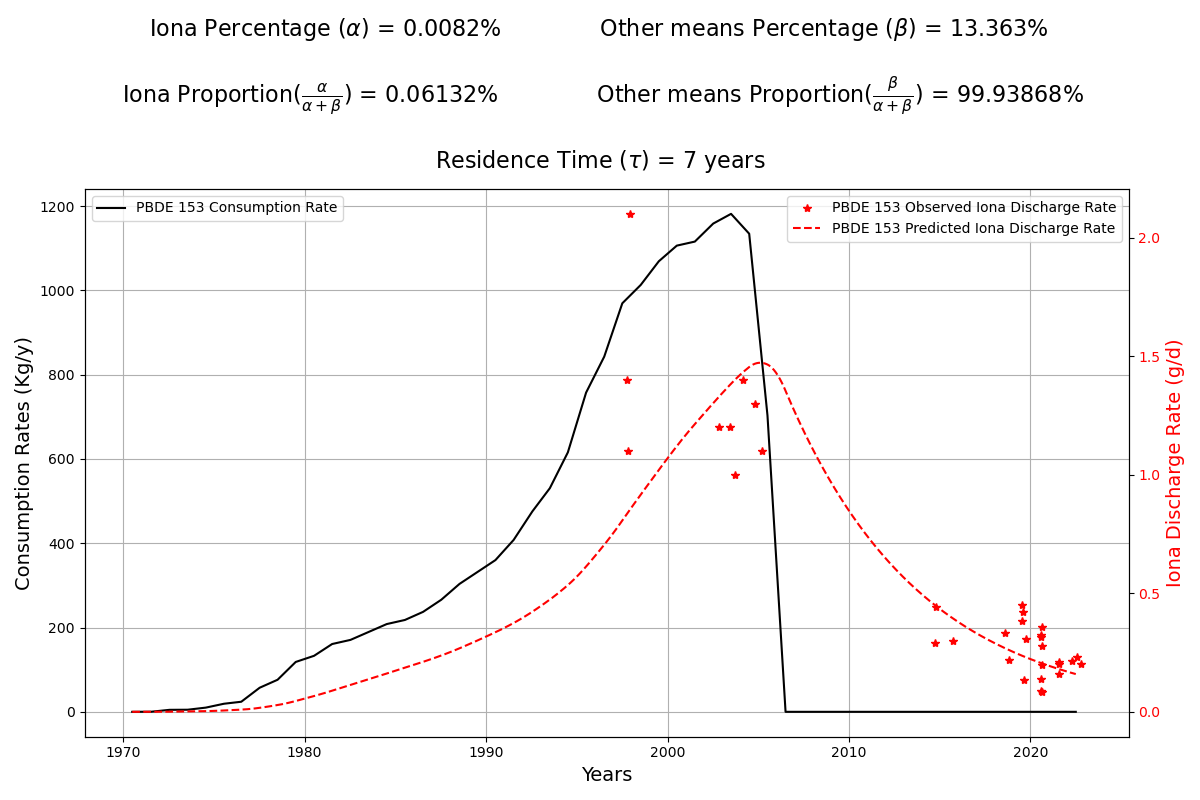 Iona Percentage (α) = 0.0082% Other means Percentage (β) = 13.363%
Iona Proportion(α/(α+β)) = 0.06132% Other means Proportion(β/(α+β)) = 99.93868%
Residence Time (τ) = 7 years
PBDE 153 Consumption Rate
PBDE 153 Observed Iona Discharge Rate
PBDE 153 Predicted Iona Discharge Rate
Consumption Rates (Kg/y)
1200
1000
800
600
400
200
0
2.0
1.5
1.0
0.5
0.0
Iona Discharge Rate (g/d)
1970 1980 1990 2000 2010 2020
Years